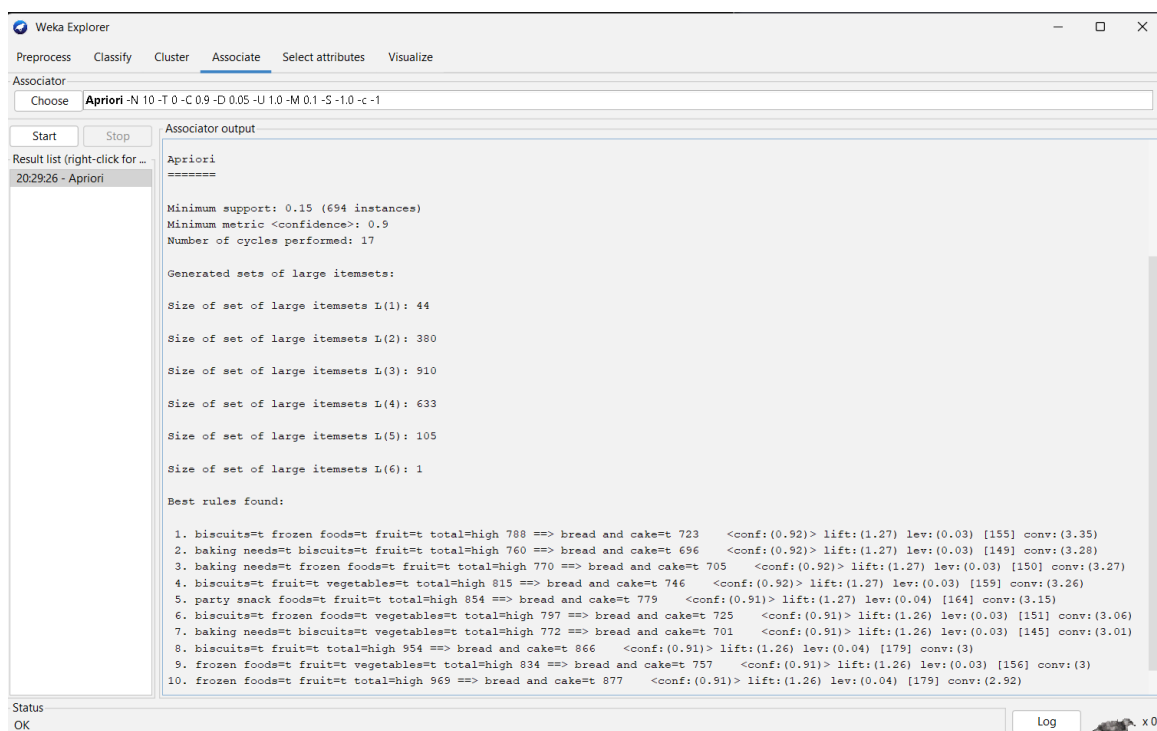 Weka Explorer
Preprocess Classify Cluster Associate Select attributes Visualize
Associator
Choose Apriori -N 10 -T 0 -C 0.9 -D 0.05 -U 1.0 -M 0.1 -S -1.0 -c -1
Start Stop
Result list (right-click for ...
20:29:26 - Apriori
Associator output
Apriori
=======
Minimum support: 0.15 (694 instances)
Minimum metric <confidence>: 0.9
Number of cycles performed: 17
Generated sets of large itemsets:
Size of set of large itemsets L(1): 44
Size of set of large itemsets L(2): 380
Size of set of large itemsets L(3): 910
Size of set of large itemsets L(4): 633
Size of set of large itemsets L(5): 105
Size of set of large itemsets L(6): 1
Best rules found:
1. biscuits=t frozen foods=t fruit=t total=high 788 ==> bread and cake=t 723 <conf:(0.92)> lift:(1.27) lev:(0.03) [155] conv:(3.35)
2. baking needs=t biscuits=t fruit=t total=high 760 ==> bread and cake=t 696 <conf:(0.92)> lift:(1.27) lev:(0.03) [149] conv:(3.28)
3. baking needs=t frozen foods=t fruit=t total=high 770 ==> bread and cake=t 705 <conf:(0.92)> lift:(1.27) lev:(0.03) [150] conv:(3.27)
4. biscuits=t fruit=t vegetables=t total=high 815 ==> bread and cake=t 746 <conf:(0.92)> lift:(1.27) lev:(0.03) [159] conv:(3.26)
5. party snack foods=t fruit=t total=high 854 ==> bread and cake=t 779 <conf:(0.91)> lift:(1.27) lev:(0.04) [164] conv:(3.15)
6. biscuits=t frozen foods=t vegetables=t total=high 797 ==> bread and cake=t 725 <conf:(0.91)> lift:(1.26) lev:(0.03) [151] conv:(3.06)
7. baking needs=t biscuits=t vegetables=t total=high 772 ==> bread and cake=t 701 <conf:(0.91)> lift:(1.26) lev:(0.03) [145] conv:(3.01)
8. biscuits=t fruit=t total=high 954 ==> bread and cake=t 866 <conf:(0.91)> lift:(1.26) lev:(0.04) [179] conv:(3)
9. frozen foods=t fruit=t vegetables=t total=high 834 ==> bread and cake=t 757 <conf:(0.91)> lift:(1.26) lev:(0.03) [156] conv:(3)
10. frozen foods=t fruit=t total=high 969 ==> bread and cake=t 877 <conf:(0.91)> lift:(1.26) lev:(0.04) [179] conv:(2.92)
Status
OK
Log x 0